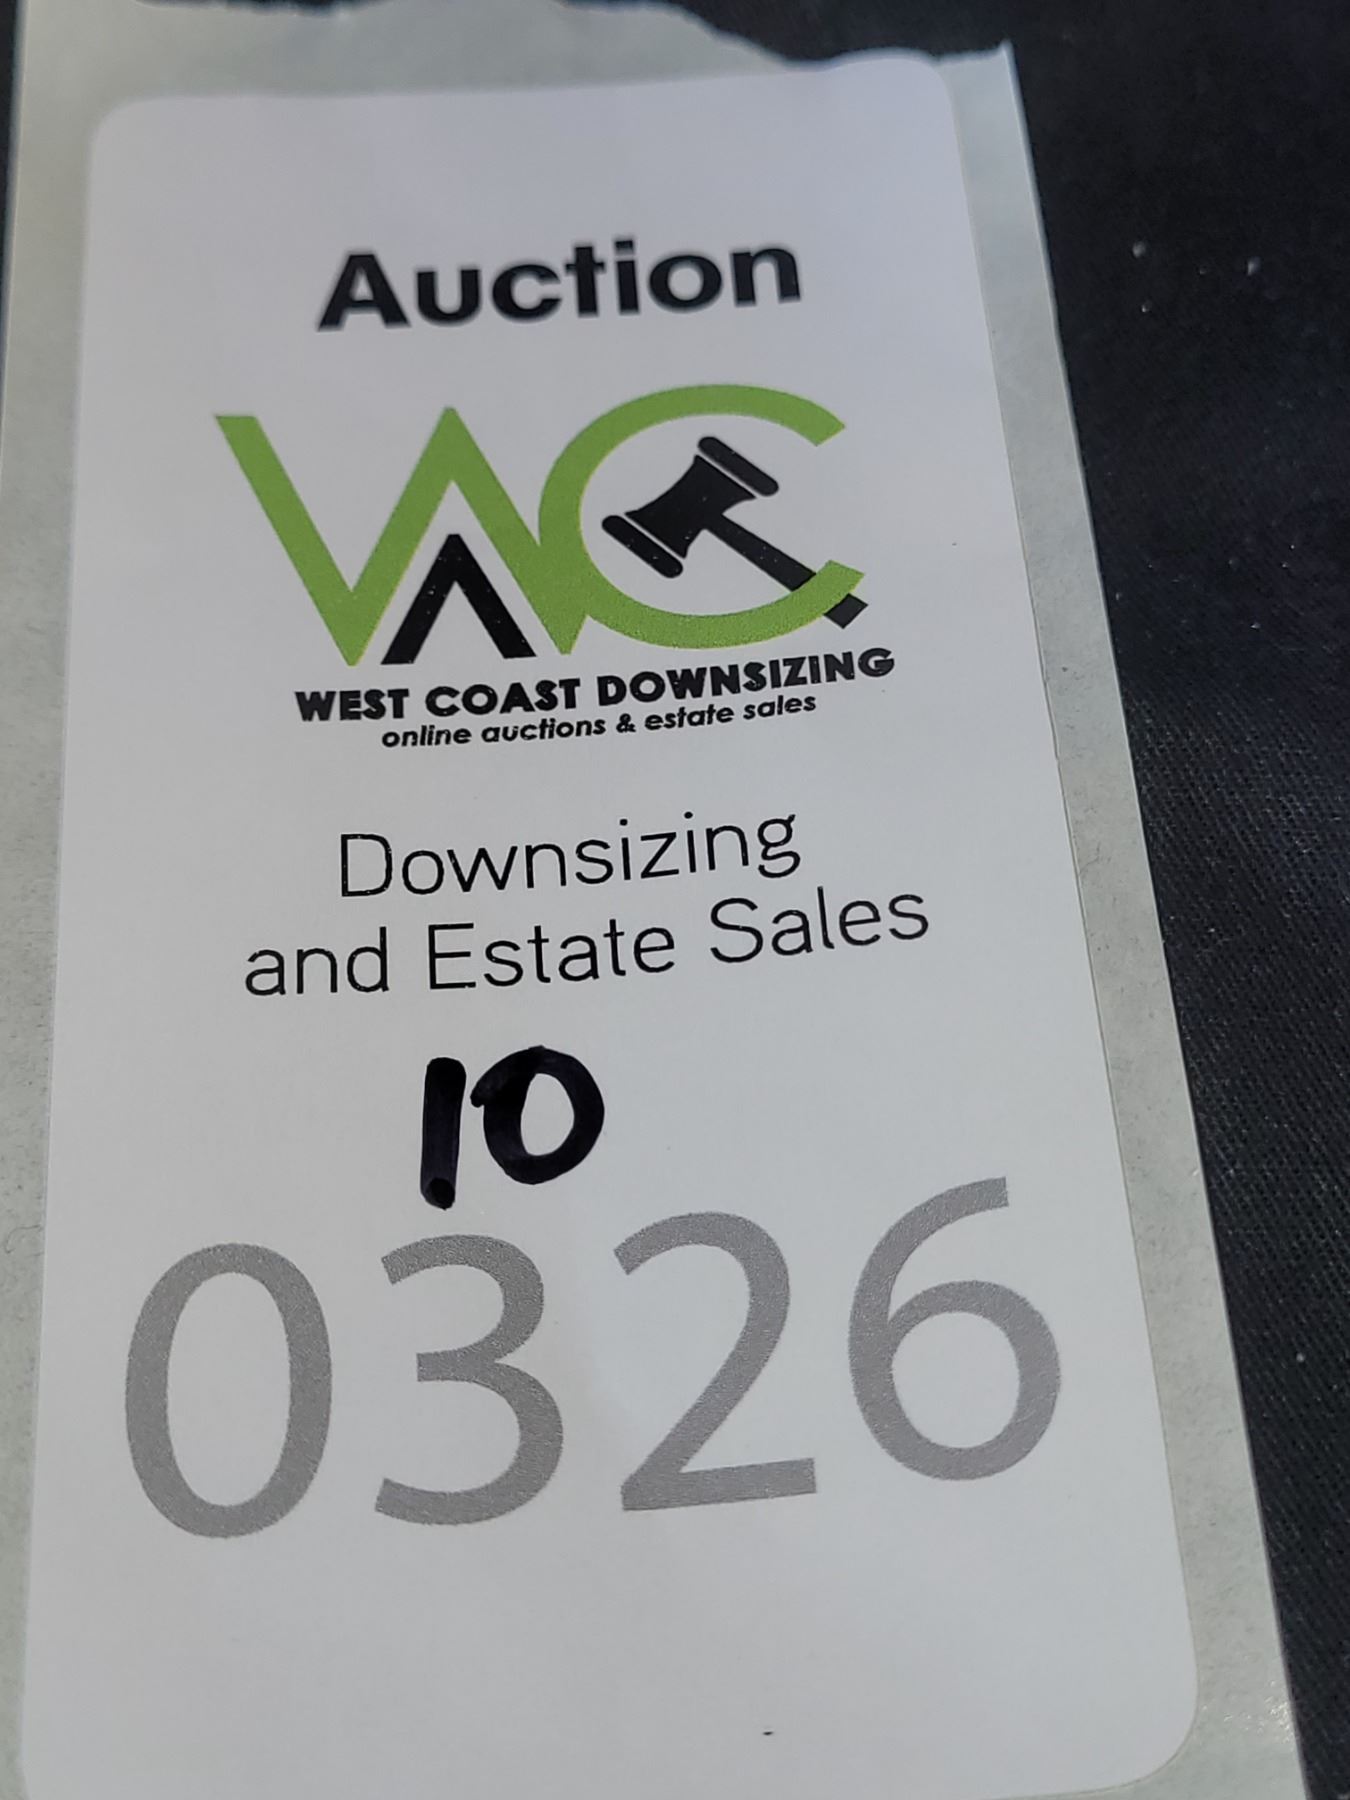 Auction
WC
WEST COAST DOWNSIZING
online auctions & estate sales
Downsizing
and Estate Sales
10
0326